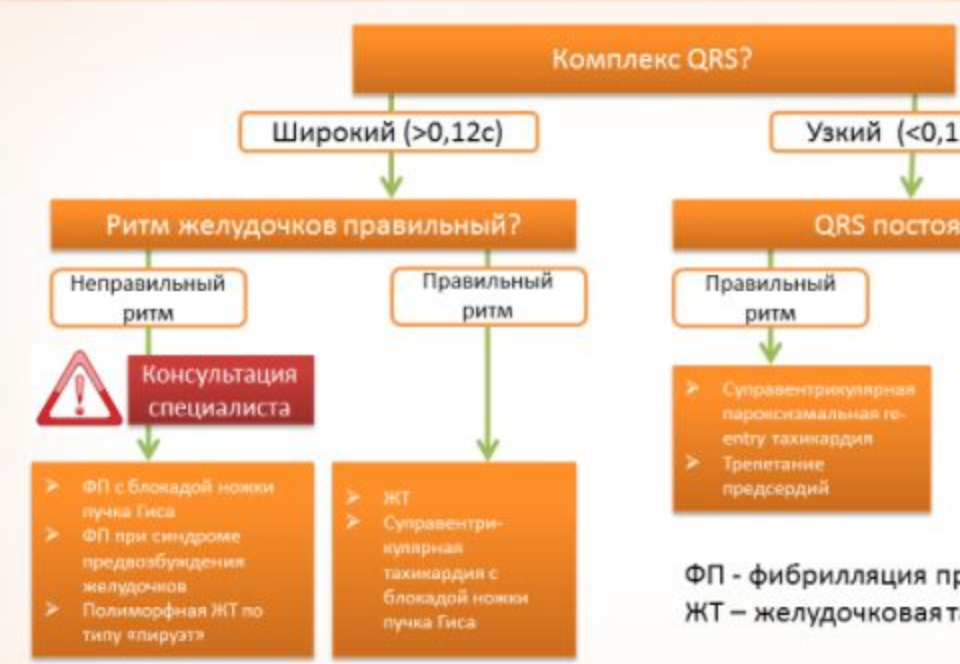 Комплекс QRS?
Широкий (>0,12с)
Узкий (<0,1
Ритм желудочков правильный?
QRS постоя
Неправильный
ритм
Правильный
ритм
Правильный
ритм
Консультация
специалиста
ФП с блокадой ножки
пучка Гиса
ФП при синдроме
предвозбуждения
желудочков
Полиморфная ЖТ по
типу «пируэт»
ЖТ
Суправентри-
кулярная
тахикардия с
блокадой ножки
пучка Гиса
Суправентрикулярная
пароксизмальная re-
entry тахикардия
Трепетание
предсердий
ФП - фибрилляция пр
ЖТ – желудочковая т